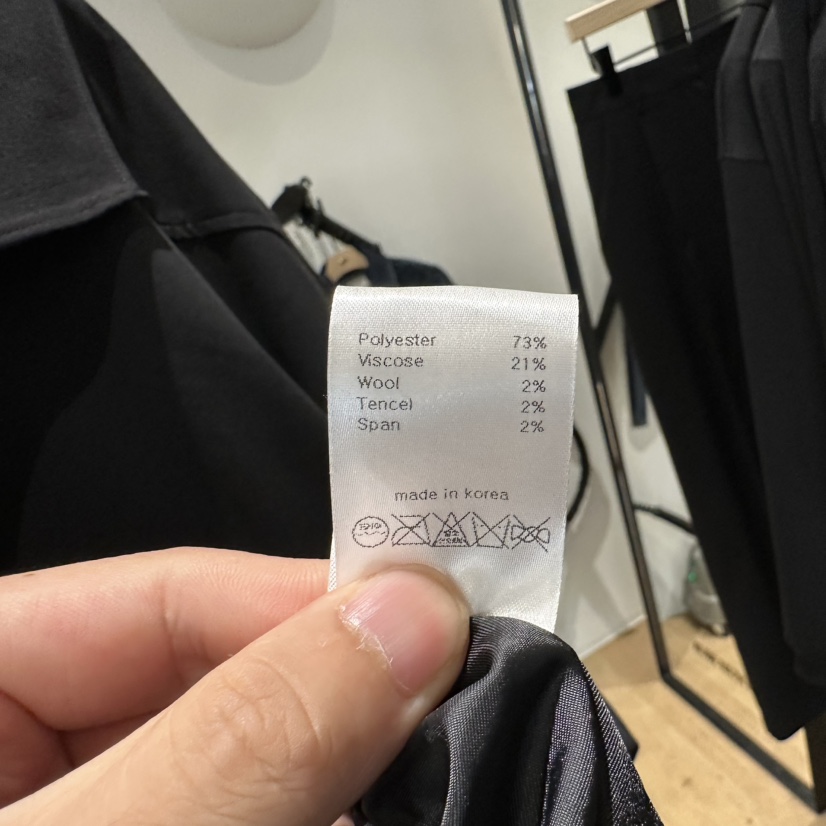 Polyester 73%
Viscose 21%
Wool 2%
Tencel 2%
Span 2%
made in korea